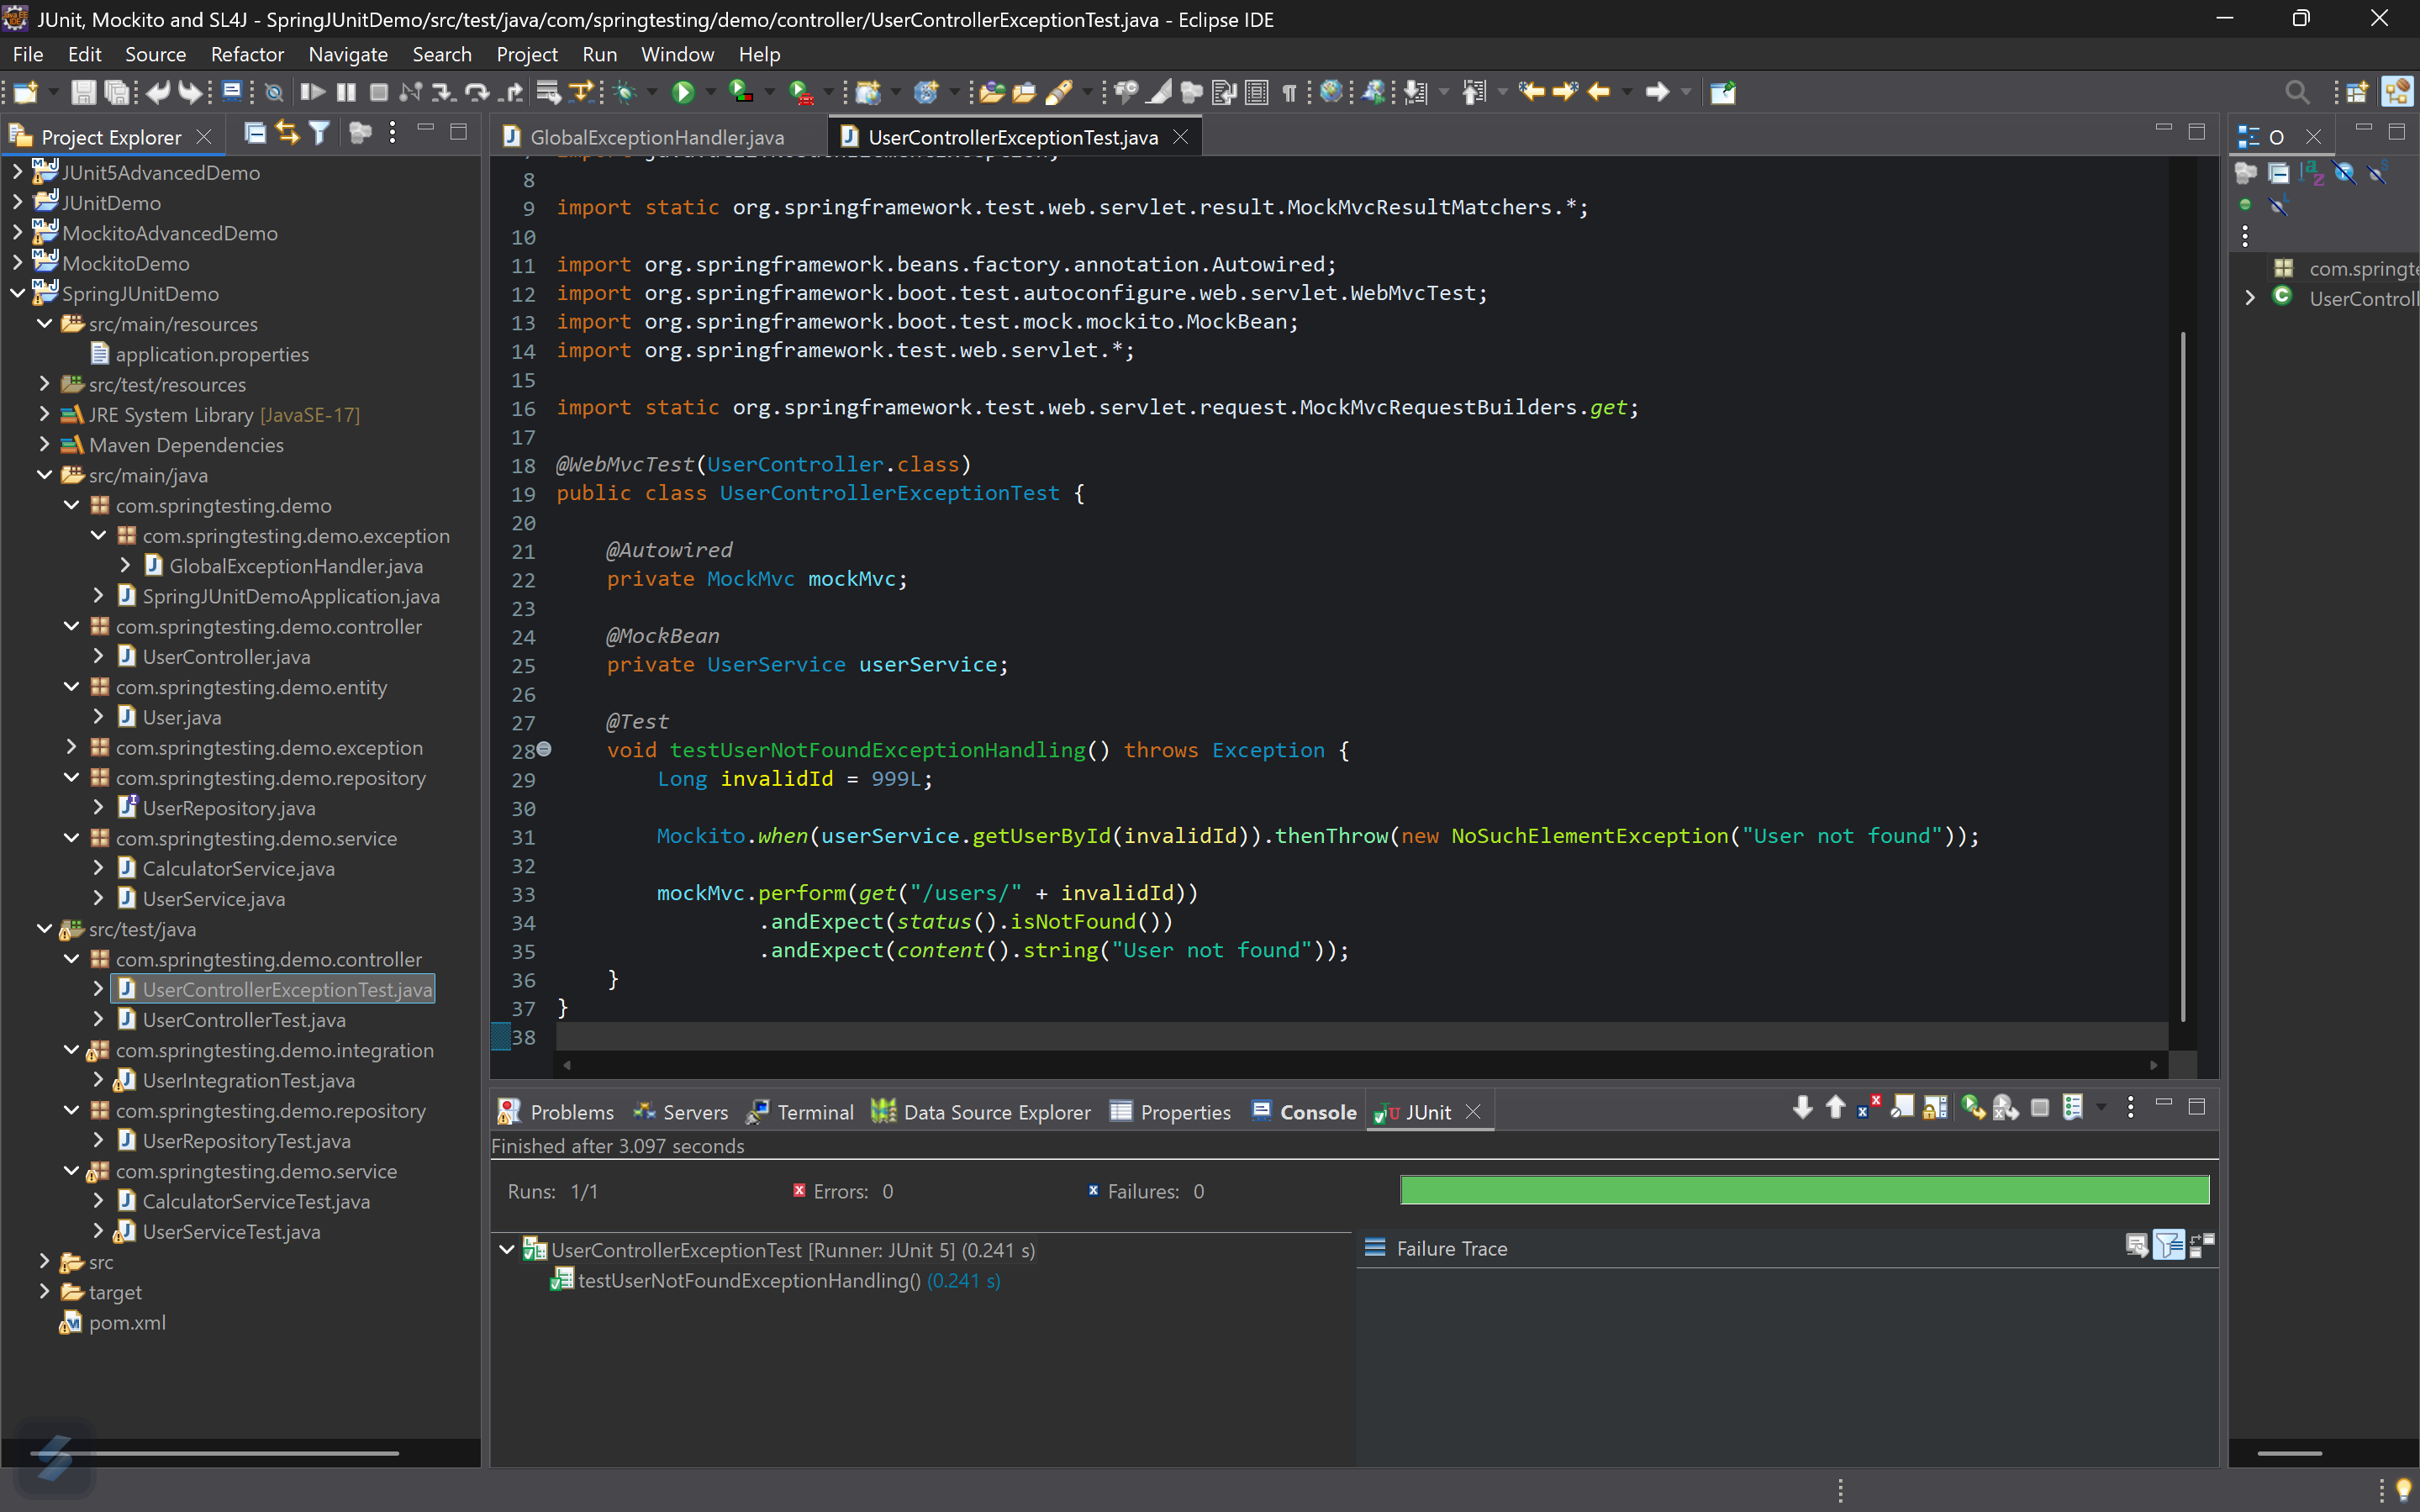 JUnit, Mockito and SL4J - SpringJUnitDemo/src/test/java/com/springtesting/demo/controller/UserControllerExceptionTest.java - Eclipse IDE
File Edit Source Refactor Navigate Search Project Run Window Help
Project Explorer
JUnit5AdvancedDemo
JUnitDemo
MockitoAdvancedDemo
MockitoDemo
SpringJUnitDemo
src/main/resources
application.properties
src/test/resources
JRE System Library [JavaSE-17]
Maven Dependencies
src/main/java
com.springtesting.demo
com.springtesting.demo.exception
GlobalExceptionHandler.java
SpringJUnitDemoApplication.java
com.springtesting.demo.controller
UserController.java
com.springtesting.demo.entity
User.java
com.springtesting.demo.exception
com.springtesting.demo.repository
UserRepository.java
com.springtesting.demo.service
CalculatorService.java
UserService.java
src/test/java
com.springtesting.demo.controller
UserControllerExceptionTest.java
UserControllerTest.java
com.springtesting.demo.integration
UserIntegrationTest.java
com.springtesting.demo.repository
UserRepositoryTest.java
com.springtesting.demo.service
CalculatorServiceTest.java
UserServiceTest.java
src
target
pom.xml
GlobalExceptionHandler.java UserControllerExceptionTest.java
8
9 import static org.springframework.test.web.servlet.result.MockMvcResultMatchers.*;
10
11 import org.springframework.beans.factory.annotation.Autowired;
12 import org.springframework.boot.test.autoconfigure.web.servlet.WebMvcTest;
13 import org.springframework.boot.test.mock.mockito.MockBean;
14 import org.springframework.test.web.servlet.*;
15
16 import static org.springframework.test.web.servlet.request.MockMvcRequestBuilders.get;
17
18 @WebMvcTest(UserController.class)
19 public class UserControllerExceptionTest {
20
21 @Autowired
22 private MockMvc mockMvc;
23
24 @MockBean
25 private UserService userService;
26
27 @Test
28 void testUserNotFoundExceptionHandling() throws Exception {
29 Long invalidId = 999L;
30
31 Mockito.when(userService.getUserById(invalidId)).thenThrow(new NoSuchElementException("User not found"));
32
33 mockMvc.perform(get("/users/" + invalidId))
34 .andExpect(status().isNotFound())
35 .andExpect(content().string("User not found"));
36 }
37 }
38
Problems Servers Terminal Data Source Explorer Properties Console JUnit
Finished after 3.097 seconds
Runs: 1/1 Errors: 0 Failures: 0
UserControllerExceptionTest [Runner: JUnit 5] (0.241 s)
testUserNotFoundExceptionHandling() (0.241 s)
Failure Trace
O
com.springte
UserControll